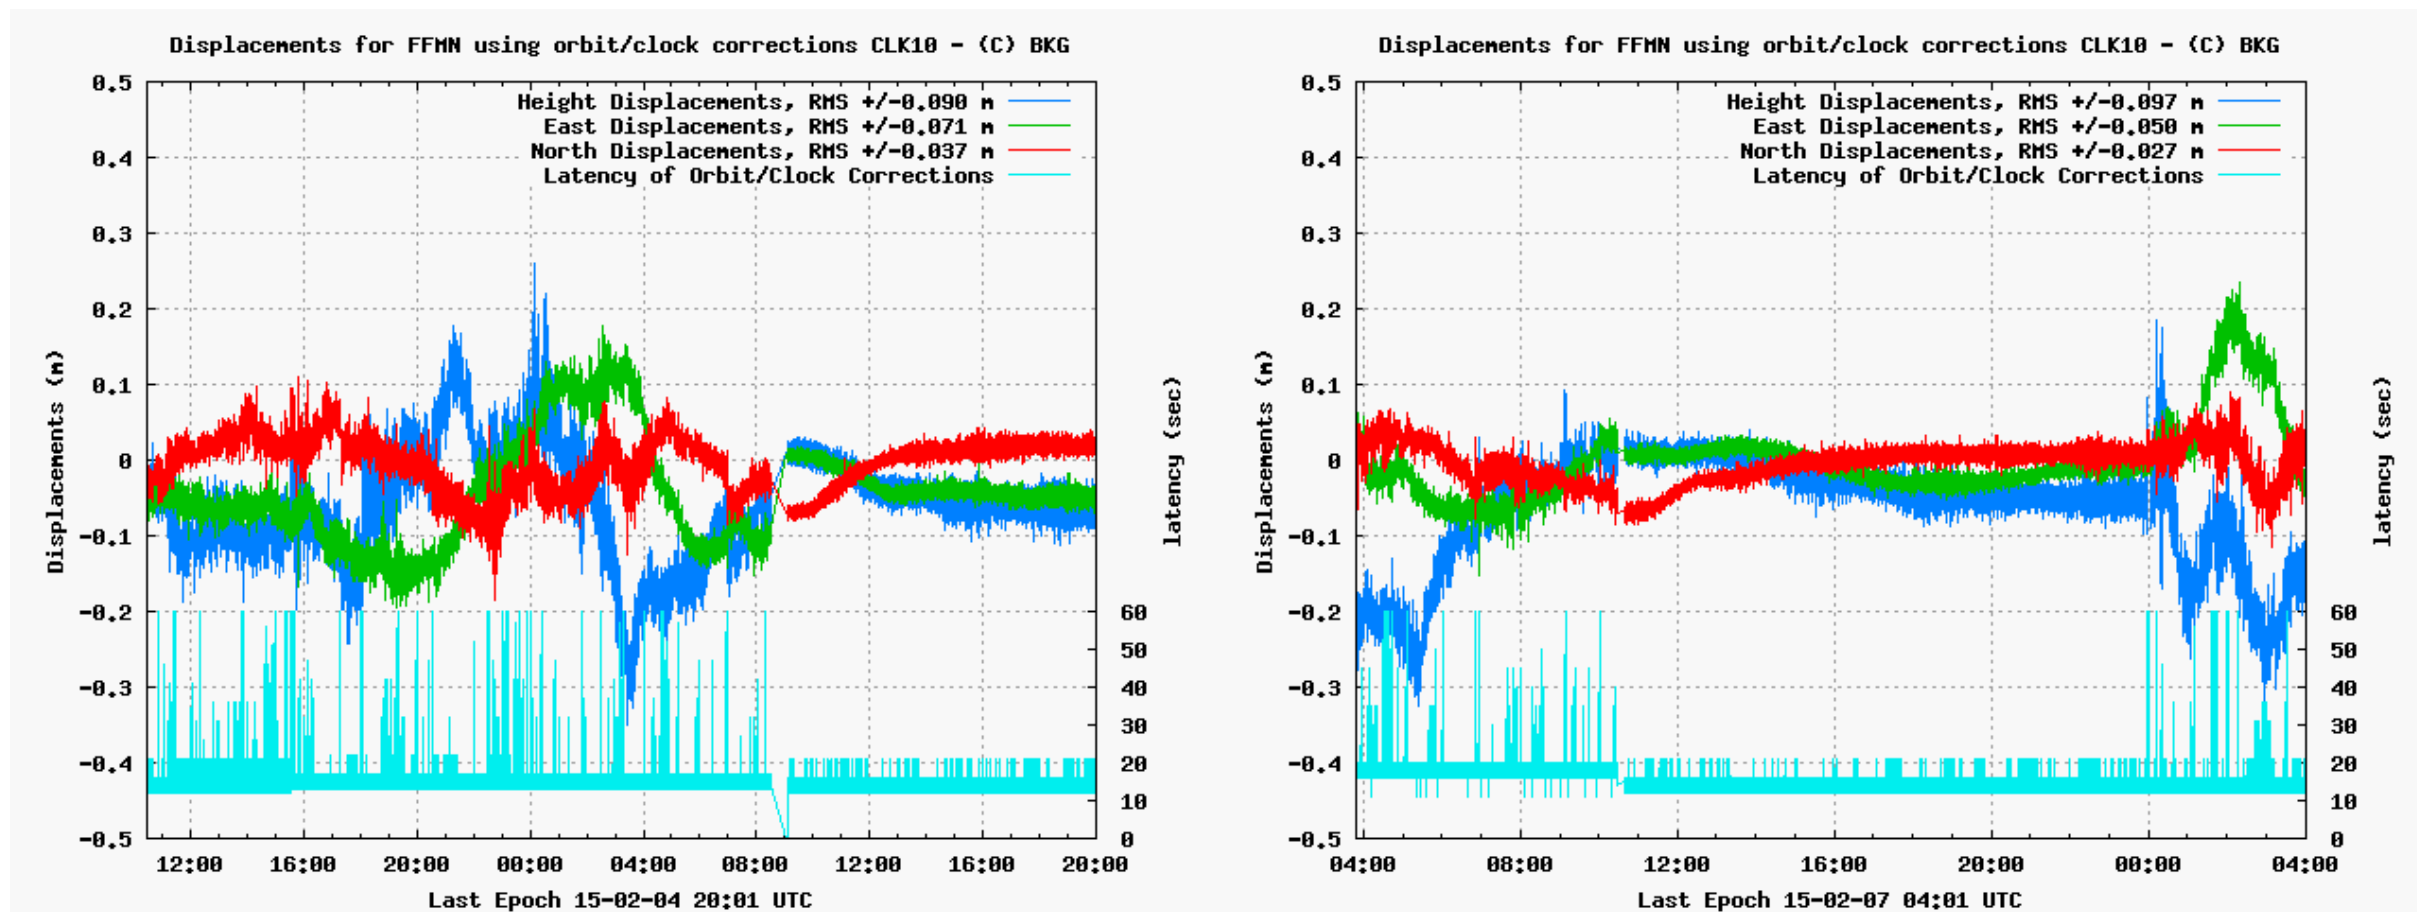 Displacements for FFMN using orbit/clock corrections CLK10 - (C) BKG
Height Displacements, RMS +/-0.090 m
East Displacements, RMS +/-0.071 m
North Displacements, RMS +/-0.037 m
Latency of Orbit/Clock Corrections
Displacements (m)
0.5
0.4
0.3
0.2
0.1
0
-0.1
-0.2
-0.3
-0.4
-0.5
latency (sec)
60
50
40
30
20
10
0
12:00 16:00 20:00 00:00 04:00 08:00 12:00 16:00 20:00
Last Epoch 15-02-04 20:01 UTC
Displacements for FFMN using orbit/clock corrections CLK10 - (C) BKG
Height Displacements, RMS +/-0.097 m
East Displacements, RMS +/-0.050 m
North Displacements, RMS +/-0.027 m
Latency of Orbit/Clock Corrections
Displacements (m)
0.5
0.4
0.3
0.2
0.1
0
-0.1
-0.2
-0.3
-0.4
-0.5
latency (sec)
60
50
40
30
20
10
0
04:00 08:00 12:00 16:00 20:00 00:00 04:00
Last Epoch 15-02-07 04:01 UTC